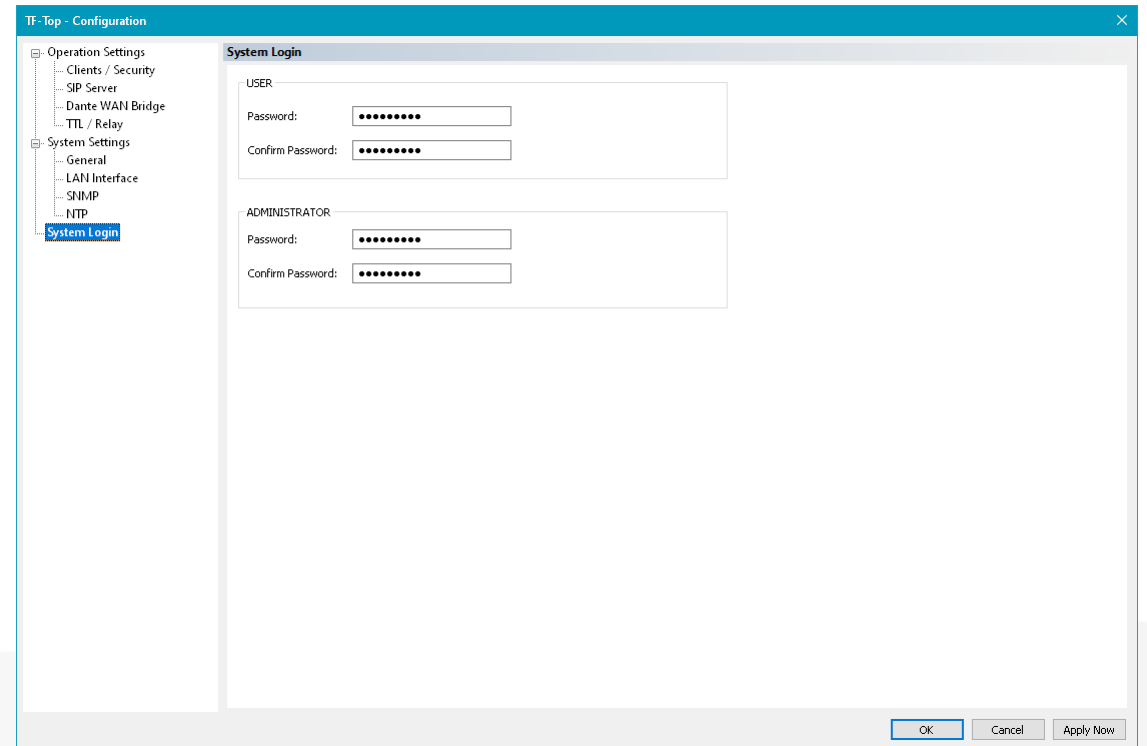 TF-Top - Configuration
Operation Settings
Clients / Security
SIP Server
Dante WAN Bridge
TTL / Relay
System Settings
General
LAN Interface
SNMP
NTP
System Login
System Login
USER
Password: ●●●●●●●●●
Confirm Password: ●●●●●●●●●
ADMINISTRATOR
Password: ●●●●●●●●●
Confirm Password: ●●●●●●●●●
OK Cancel Apply Now